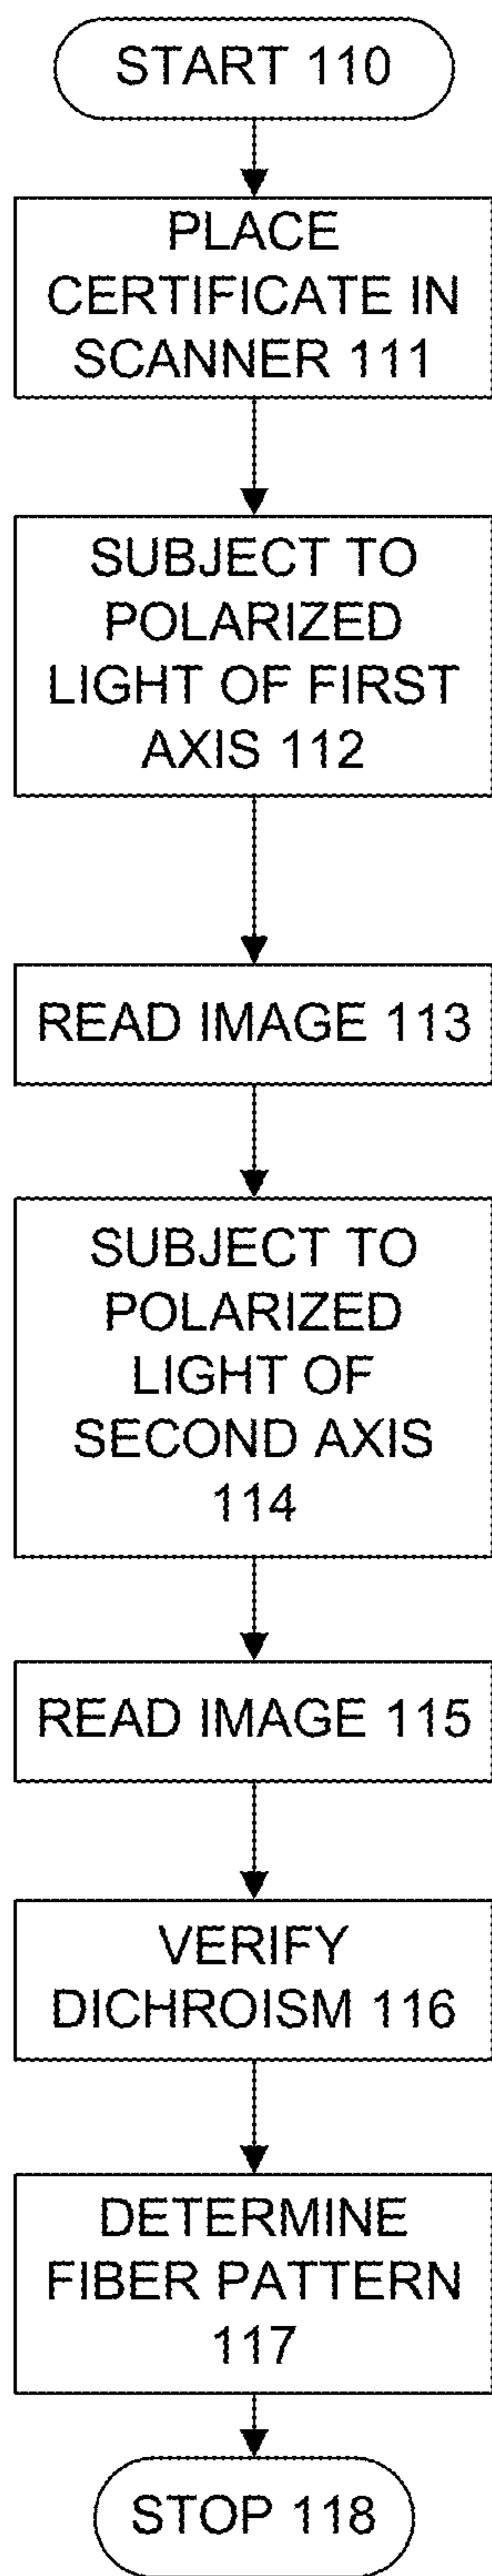 START 110
PLACE
CERTIFICATE IN
SCANNER 111
SUBJECT TO
POLARIZED
LIGHT OF FIRST
AXIS 112
READ IMAGE 113
SUBJECT TO
POLARIZED
LIGHT OF
SECOND AXIS
114
READ IMAGE 115
VERIFY
DICHROISM 116
DETERMINE
FIBER PATTERN
117
STOP 118